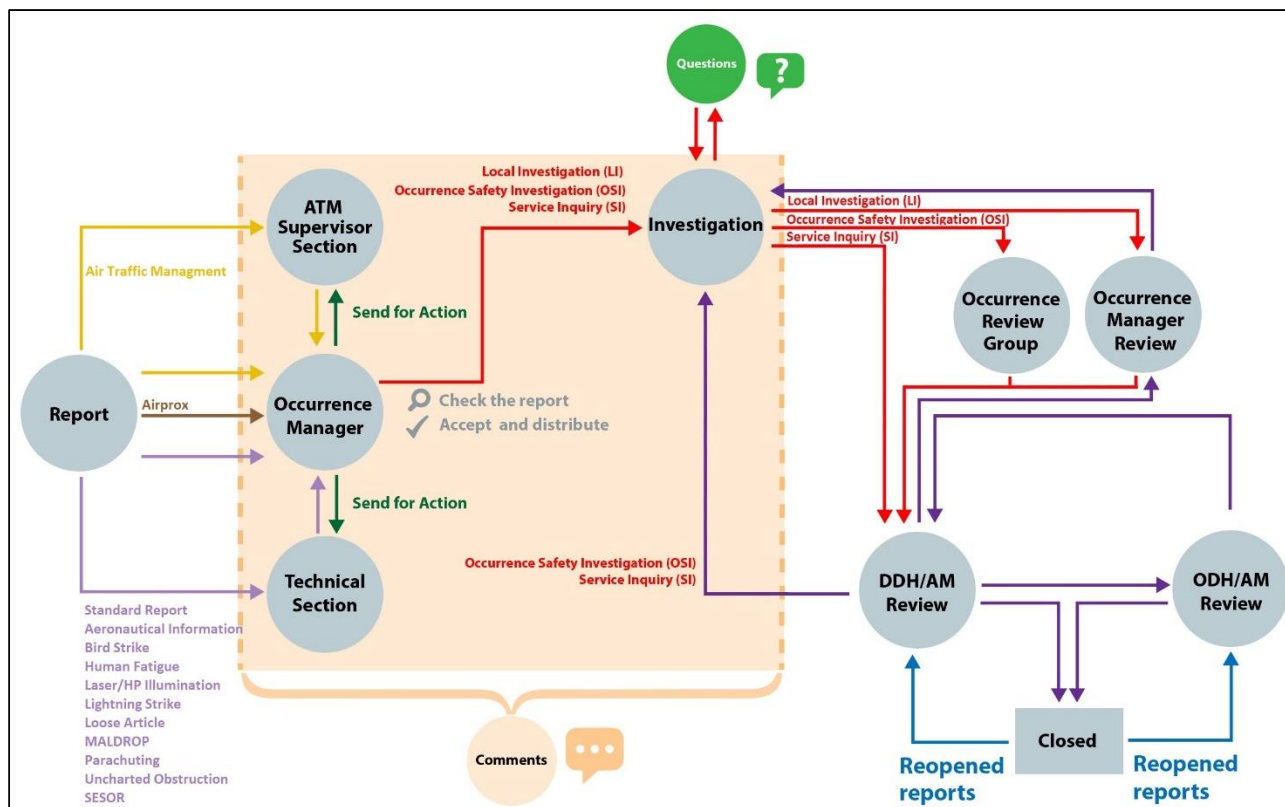 Questions
?
ATM
Supervisor
Section
Local Investigation (LI)
Occurrence Safety Investigation (OSI)
Service Inquiry (SI)
Investigation
Local Investigation (LI)
Occurrence Safety Investigation (OSI)
Service Inquiry (SI)
Air Traffic Managment
Send for Action
Occurrence
Review
Group
Occurrence
Manager
Review
Report
Airprox
Occurrence
Manager
Check the report
Accept and distribute
Send for Action
Technical
Section
Occurrence Safety Investigation (OSI)
Service Inquiry (SI)
DDH/AM
Review
ODH/AM
Review
Standard Report
Aeronautical Information
Bird Strike
Human Fatigue
Laser/HP Illumination
Lightning Strike
Loose Article
MALDROP
Parachuting
Uncharted Obstruction
SESOR
Comments
Closed
Reopened
reports
Reopened
reports